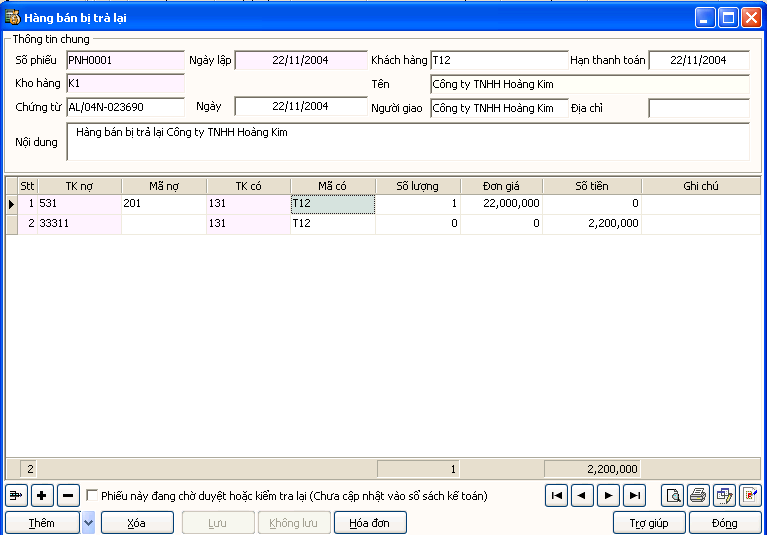 Hàng bán bị trả lại
Thông tin chung
Số phiếu PNH0001 Ngày lập 22/11/2004 Khách hàng T12 Hạn thanh toán 22/11/2004
Kho hàng K1 Tên Công ty TNHH Hoàng Kim
Chứng từ AL/04N-023690 Ngày 22/11/2004 Người giao Công ty TNHH Hoàng Kim Địa chỉ
Nội dung Hàng bán bị trả lại Công ty TNHH Hoàng Kim
Stt TK nợ Mã nợ TK có Mã có Số lượng Đơn giá Số tiền Ghi chú
1 531 201 131 T12 1 22,000,000 0
2 33311 131 T12 0 0 2,200,000
2 1 2,200,000
Phiếu này đang chờ duyệt hoặc kiểm tra lại (Chưa cập nhật vào sổ sách kế toán)
Thêm Xóa Lưu Không lưu Hóa đơn Trợ giúp Đóng